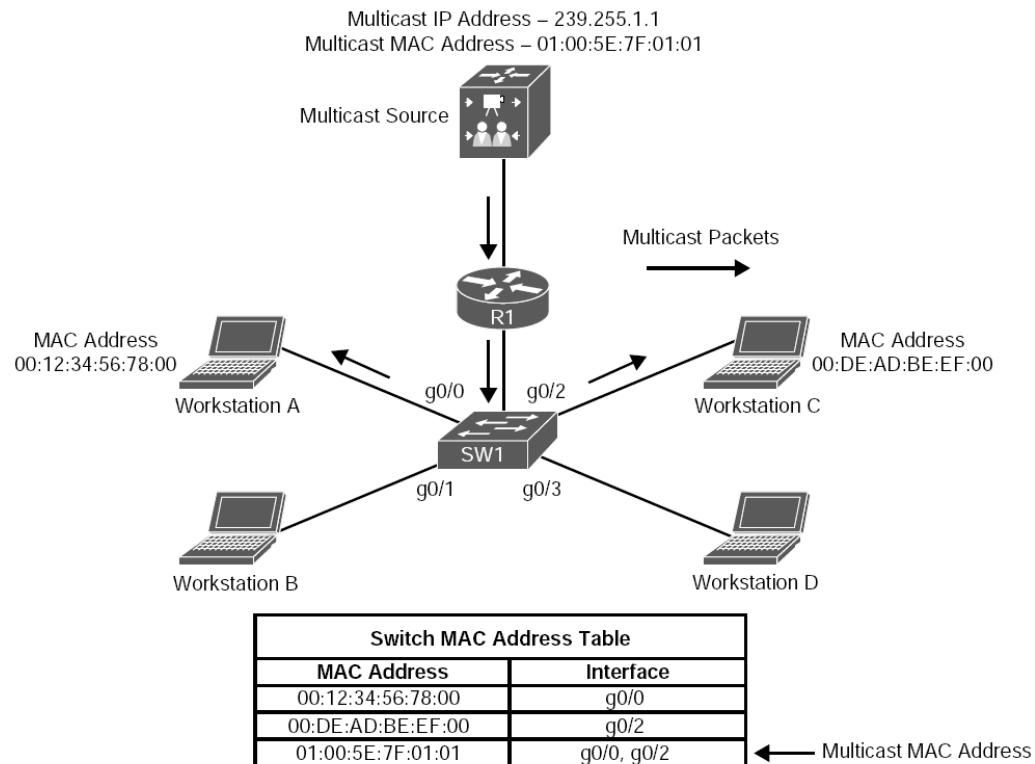 Multicast IP Address – 239.255.1.1
Multicast MAC Address – 01:00:5E:7F:01:01
Multicast Source
Multicast Packets
R1
MAC Address
00:12:34:56:78:00
MAC Address
00:DE:AD:BE:EF:00
Workstation A
g0/0
g0/2
Workstation C
SW1
g0/1
g0/3
Workstation B
Workstation D
Switch MAC Address Table
MAC Address Interface
00:12:34:56:78:00 g0/0
00:DE:AD:BE:EF:00 g0/2
01:00:5E:7F:01:01 g0/0, g0/2
Multicast MAC Address